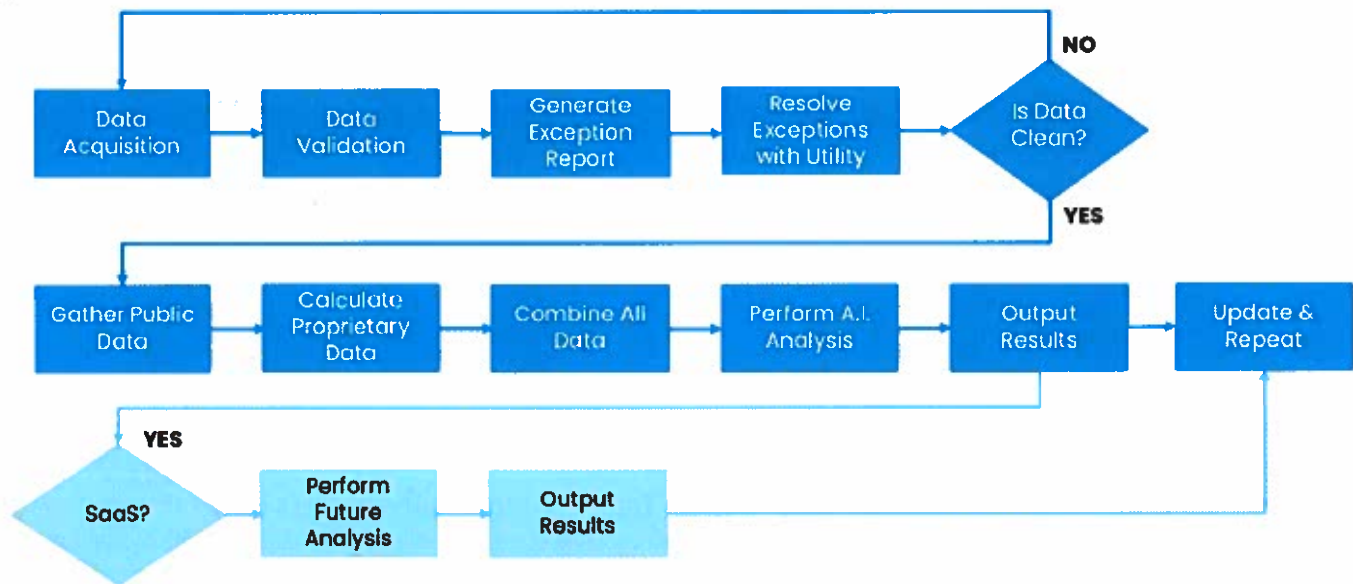 NO
Data
Acquisition
Data
Validation
Generate
Exception
Report
Resolve
Exceptions
with Utility
Is Data
Clean?
YES
Gather Public
Data
Calculate
Proprietary
Data
Combine All
Data
Perform A.I.
Analysis
Output
Results
Update &
Repeat
YES
SaaS?
Perform
Future
Analysis
Output
Results